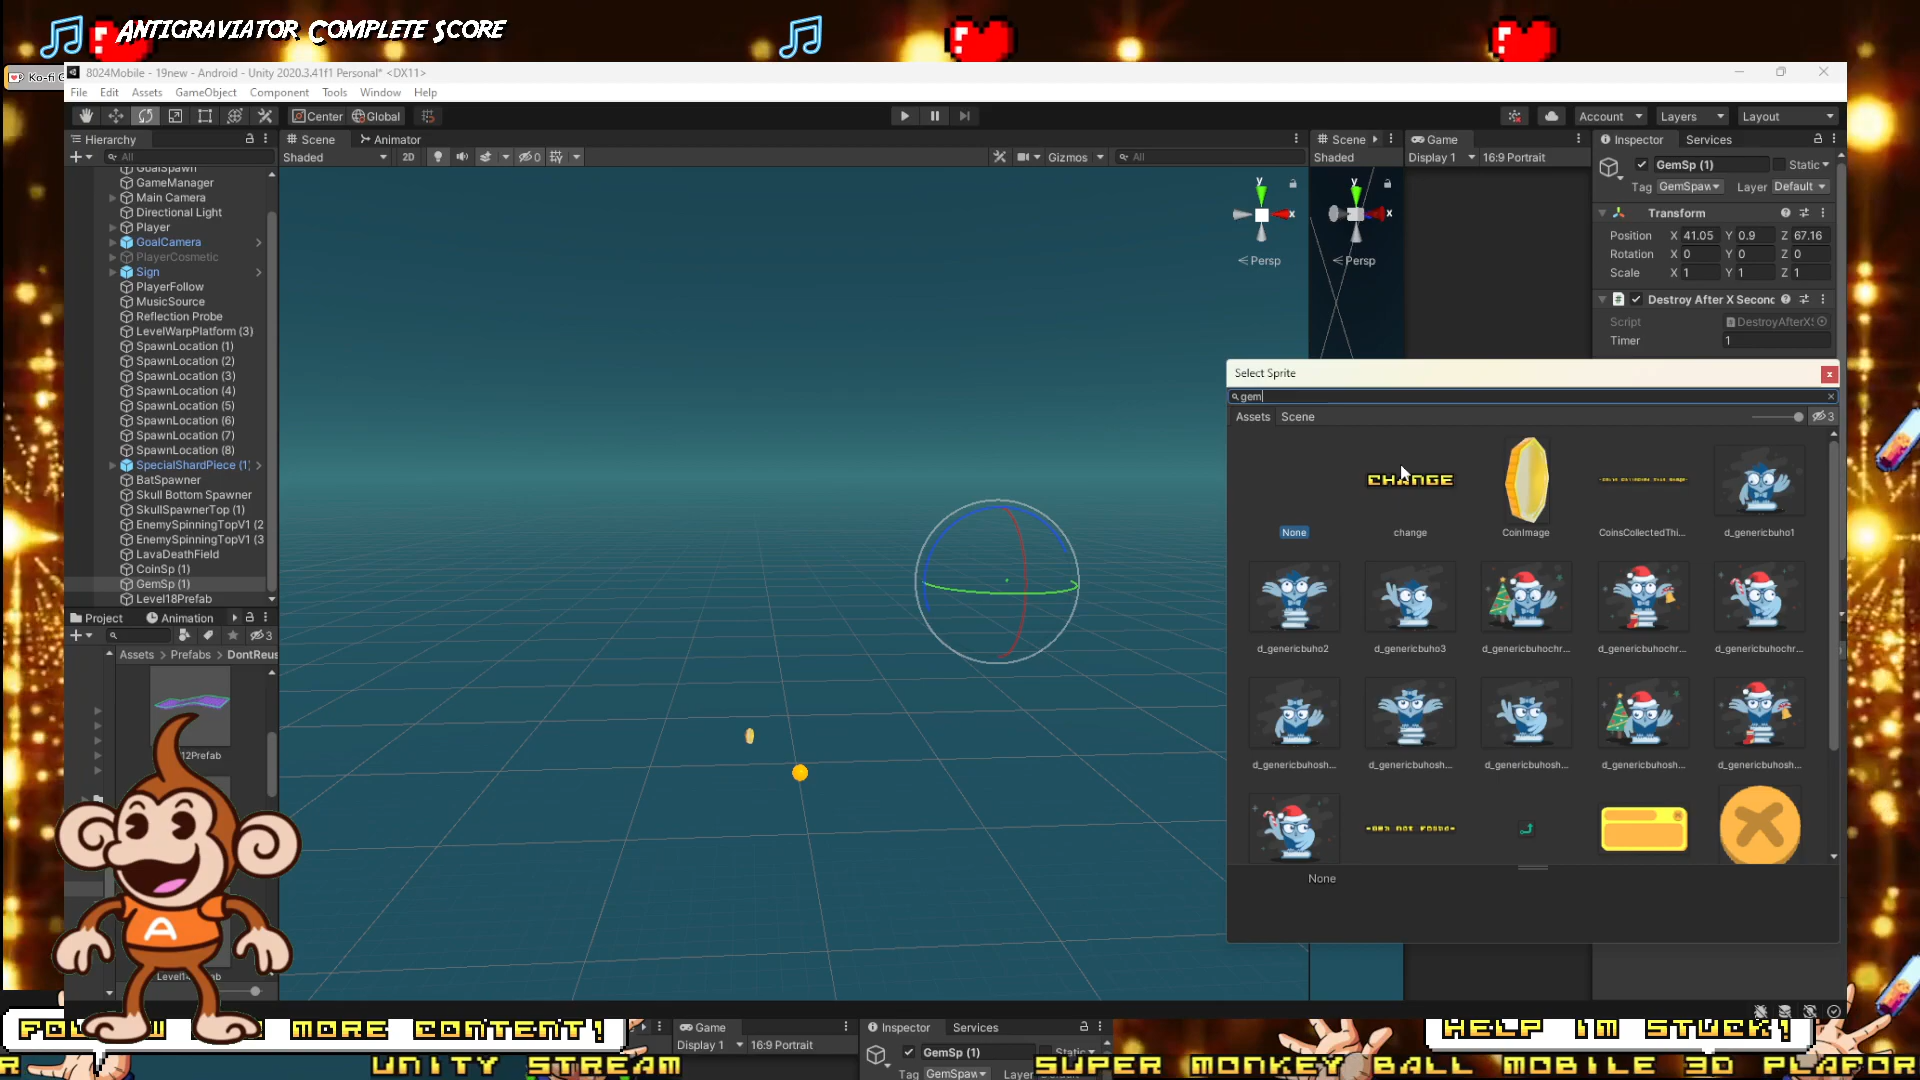 Antigraviator Complete Score
Ko-fi G
8024Mobile - 19new - Android - Unity 2020.3.41f1 Personal* <DX11>
File Edit Assets GameObject Component Tools Window Help
Center Global
Account Layers Layout
Hierarchy
Scene Animator
Scene Game
Inspector Services
All
Shaded 2D 0 Gizmos All
Shaded Display 1 16:9 Portrait
GemSp (1) Static
Tag GemSpaw Layer Default
GoalSpawn
GameManager
Main Camera
Directional Light
Player
GoalCamera
PlayerCosmetic
Sign
PlayerFollow
MusicSource
Reflection Probe
LevelWarpPlatform (3)
SpawnLocation (1)
SpawnLocation (2)
SpawnLocation (3)
SpawnLocation (4)
SpawnLocation (5)
SpawnLocation (6)
SpawnLocation (7)
SpawnLocation (8)
SpecialShardPiece (1)
BatSpawner
Skull Bottom Spawner
SkullSpawnerTop (1)
EnemySpinningTopV1 (2
EnemySpinningTopV1 (3
LavaDeathField
CoinSp (1)
GemSp (1)
Level18Prefab
y x Persp
y x Persp
Transform
Position X 41.05 Y 0.9 Z 67.16
Rotation X 0 Y 0 Z 0
Scale X 1 Y 1 Z 1
Destroy After X Second
Script DestroyAfterX
Timer 1
Select Sprite
gem
Assets Scene 3
CHANGE
None change CoinImage CoinsCollectedThi... d_genericbuho1
d_genericbuho2 d_genericbuho3 d_genericbuhochr... d_genericbuhochr... d_genericbuhochr...
d_genericbuhosh... d_genericbuhosh... d_genericbuhosh... d_genericbuhosh... d_genericbuhosh...
None
Project Animation
3
Assets Prefabs DontReus
12Prefab
A
Game
Inspector Services
Display 1 16:9 Portrait
GemSp (1) Static
Tag GemSpaw Layer
MORE CONTENT!
HELP IM STUCK!
R UNITY STREAM SUPER MONKEY BALL MOBILE 3D PLAFOR